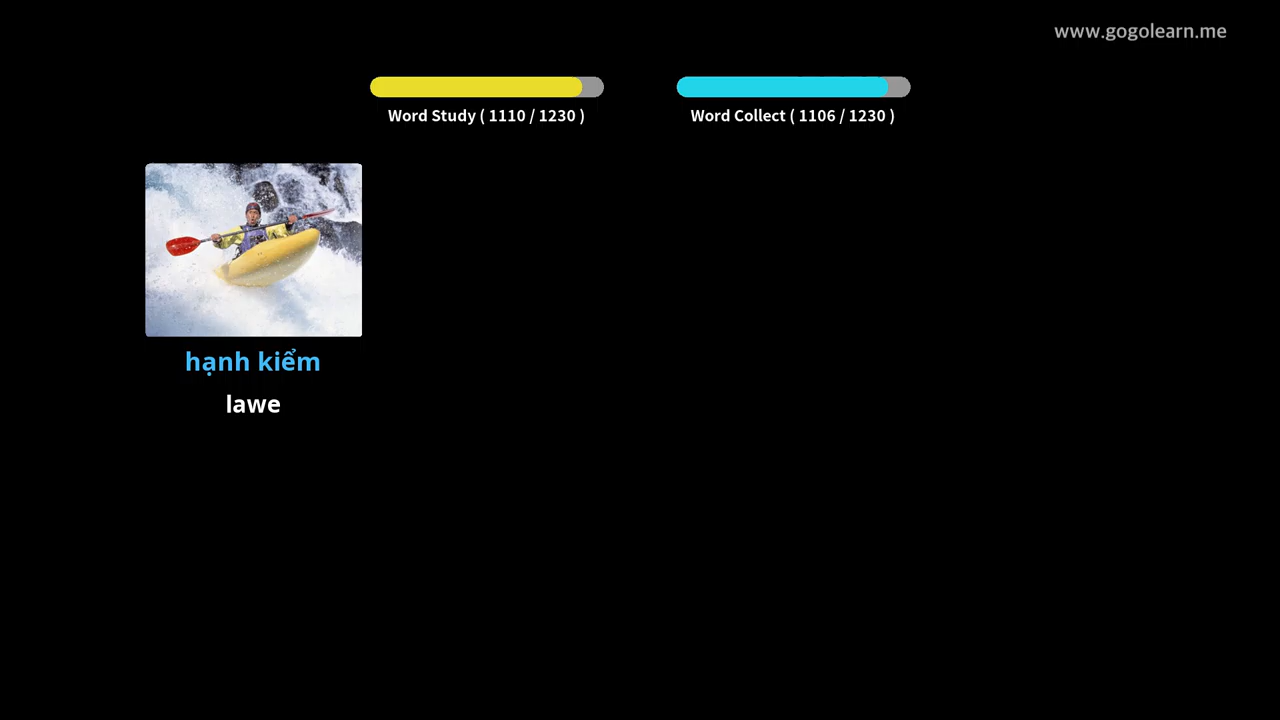 www.gogolearn.me
Word Study ( 1110 / 1230 )
Word Collect ( 1106 / 1230 )
hạnh kiểm
lawe